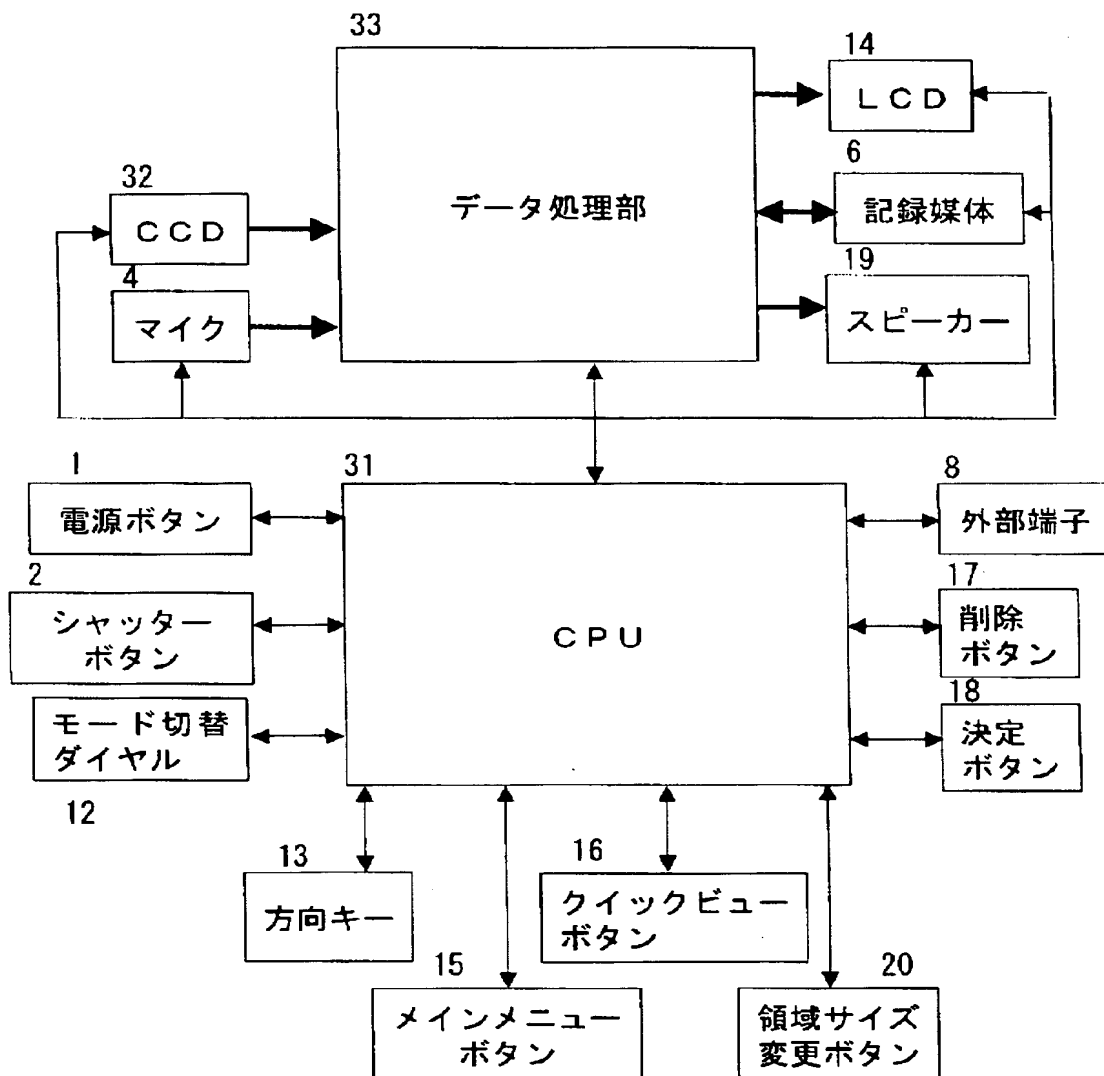 33
14
ＬＣＤ
6
記録媒体
32
ＣＣＤ
データ処理部
4
マイク
19
スピーカー
1
電源ボタン
31
8
外部端子
2
シャッター
ボタン
ＣＰＵ
17
削除
ボタン
モード切替
ダイヤル
12
18
決定
ボタン
13
方向キー
16
クイックビュー
ボタン
15
メインメニュー
ボタン
20
領域サイズ
変更ボタン